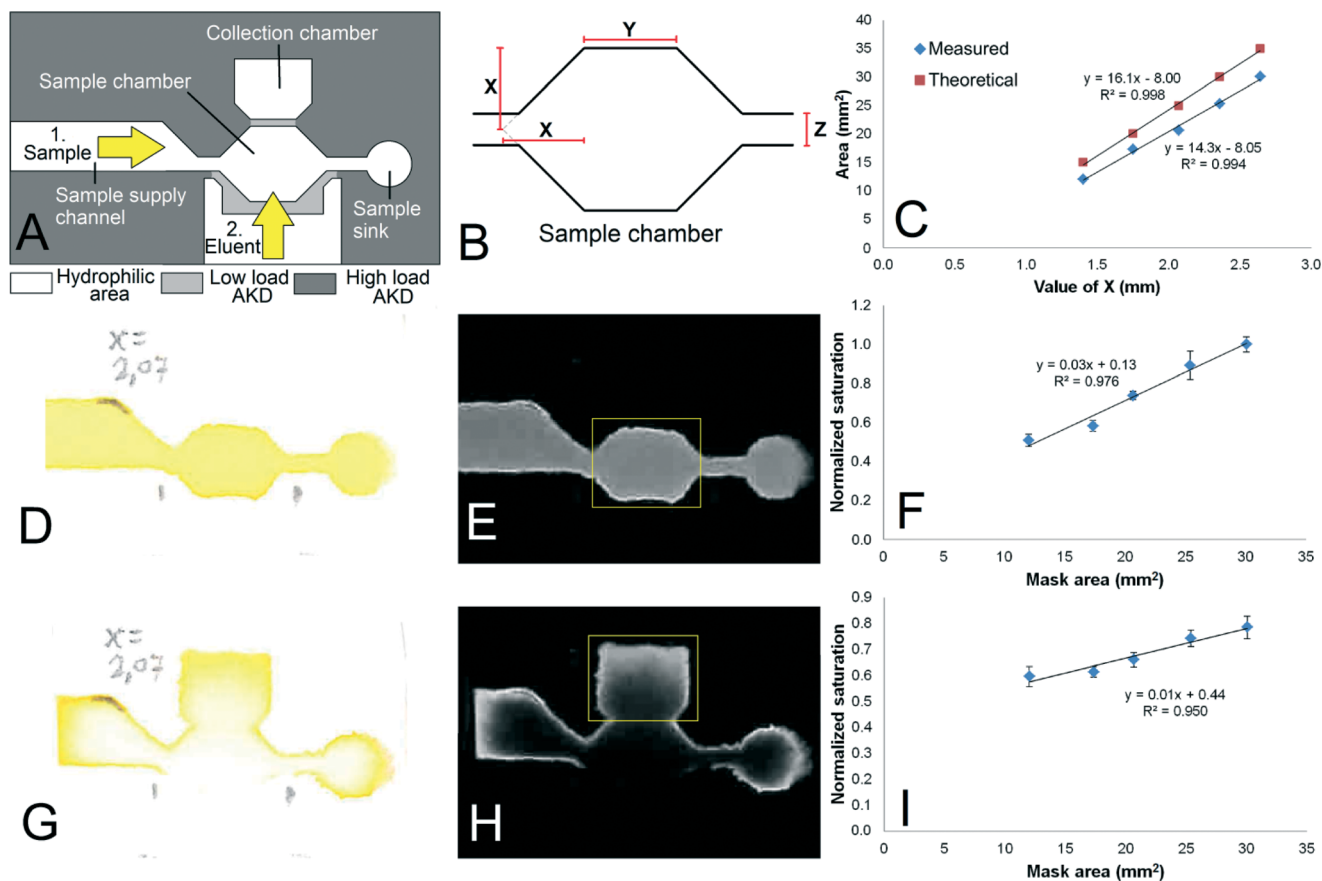 Collection chamber
Sample chamber
1.
Sample
Sample supply
channel
2.
Eluent
Sample
sink
A
Hydrophilic
area
Low load
AKD
High load
AKD
Y
X
X
Z
Sample chamber
B
Area (mm²)
40
35
30
25
20
15
10
5
0
Measured
Theoretical
y = 16.1x - 8.00
R² = 0.998
y = 14.3x - 8.05
R² = 0.994
C
0.0 0.5 1.0 1.5 2.0 2.5 3.0
Value of X (mm)
x=
2,07
D
E
Normalized saturation
1.2
1.0
0.8
0.6
0.4
0.2
0.0
y = 0.03x + 0.13
R² = 0.976
F
0 5 10 15 20 25 30 35
Mask area (mm²)
x=
2,07
G
H
Normalized saturation
0.9
0.8
0.7
0.6
0.5
0.4
0.3
0.2
0.1
0.0
y = 0.01x + 0.44
R² = 0.950
I
0 5 10 15 20 25 30 35
Mask area (mm²)